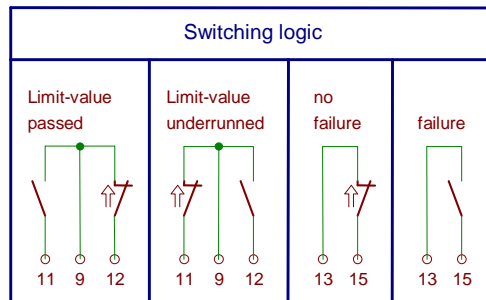 Switching logic
Limit-value
passed
Limit-value
underrunned
no
failure
failure
11 9 12
11 9 12
13 15
13 15